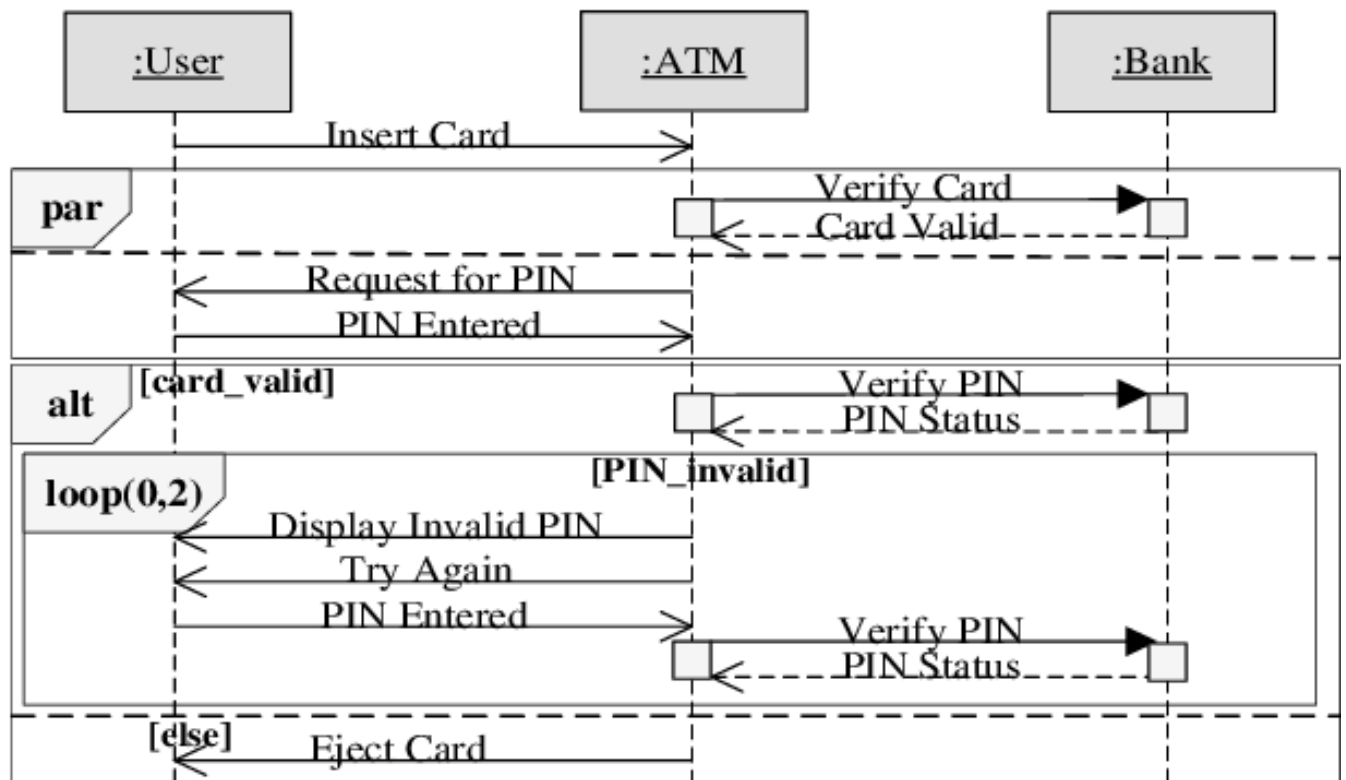 :User
:ATM
:Bank
Insert Card
par
Verify Card
Card Valid
Request for PIN
PIN Entered
alt
[card_valid]
Verify PIN
PIN Status
loop(0,2)
[PIN_invalid]
Display Invalid PIN
Try Again
PIN Entered
Verify PIN
PIN Status
[else]
Eject Card